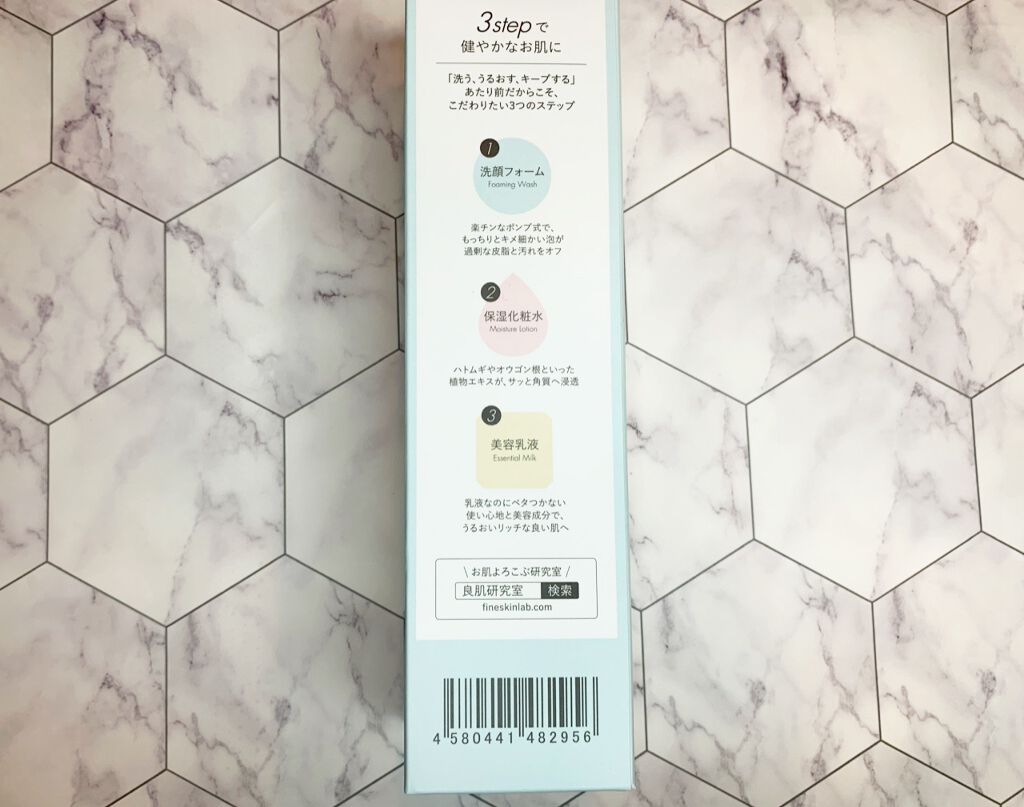 3stepで
健やかなお肌に
「洗う、うるおす、キープする」
あたり前だからこそ、
こだわりたい3つのステップ
1
洗顔フォーム
Foaming Wash
楽チンなポンプ式で、
もっちりとキメ細かい泡が
過剰な皮脂と汚れをオフ
2
保湿化粧水
Moisture Lotion
ハトムギやオウゴン根といった
植物エキスが、サッと角質へ浸透
3
美容乳液
Essential Milk
乳液なのにベタつかない
使い心地と美容成分で、
うるおいリッチな良い肌へ
\ お肌よろこぶ研究室 /
良肌研究室 検索
fineskinlab.com
4 580441 482956